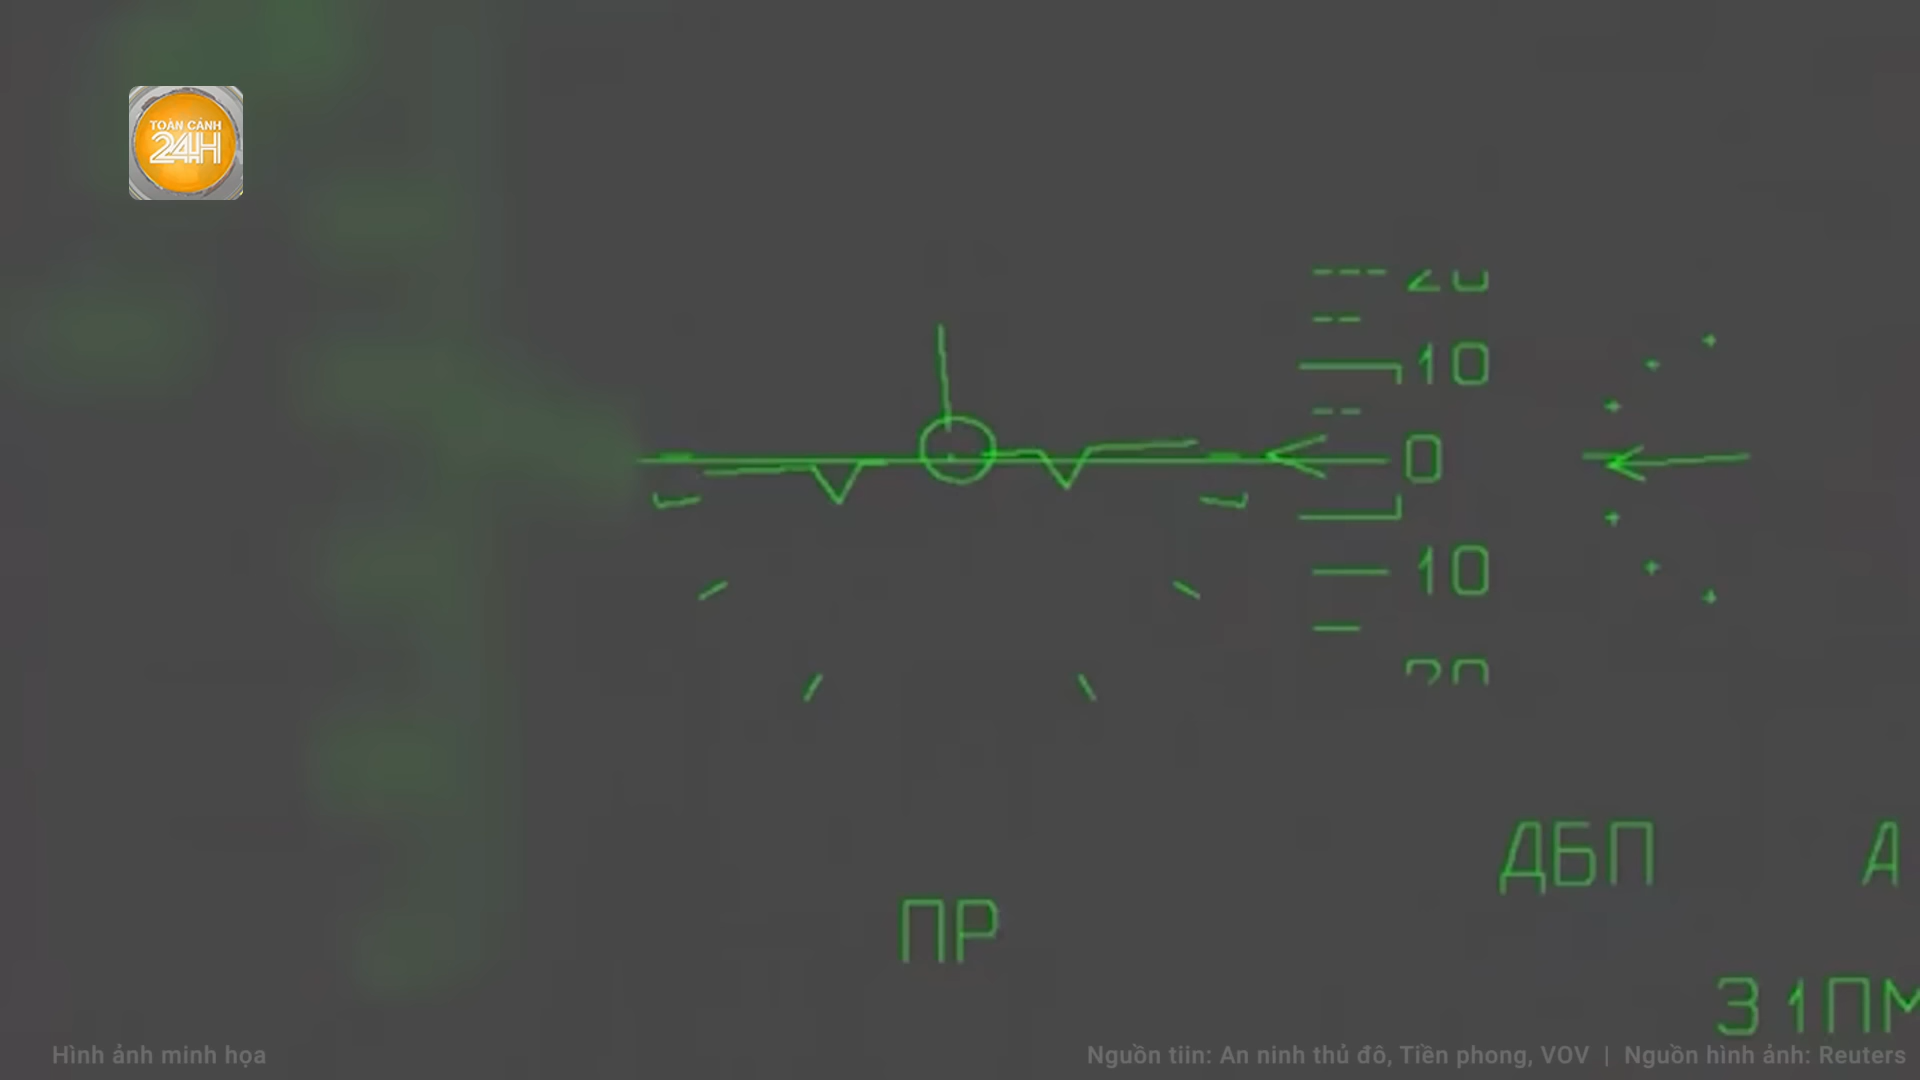 TOÀN CẢNH
24H
20
10
0
10
20
ДБП А
ПР
31ПМ
Hình ảnh minh họa
Nguồn tiin: An ninh thủ đô, Tiền phong, VOV | Nguồn hình ảnh: Reuters